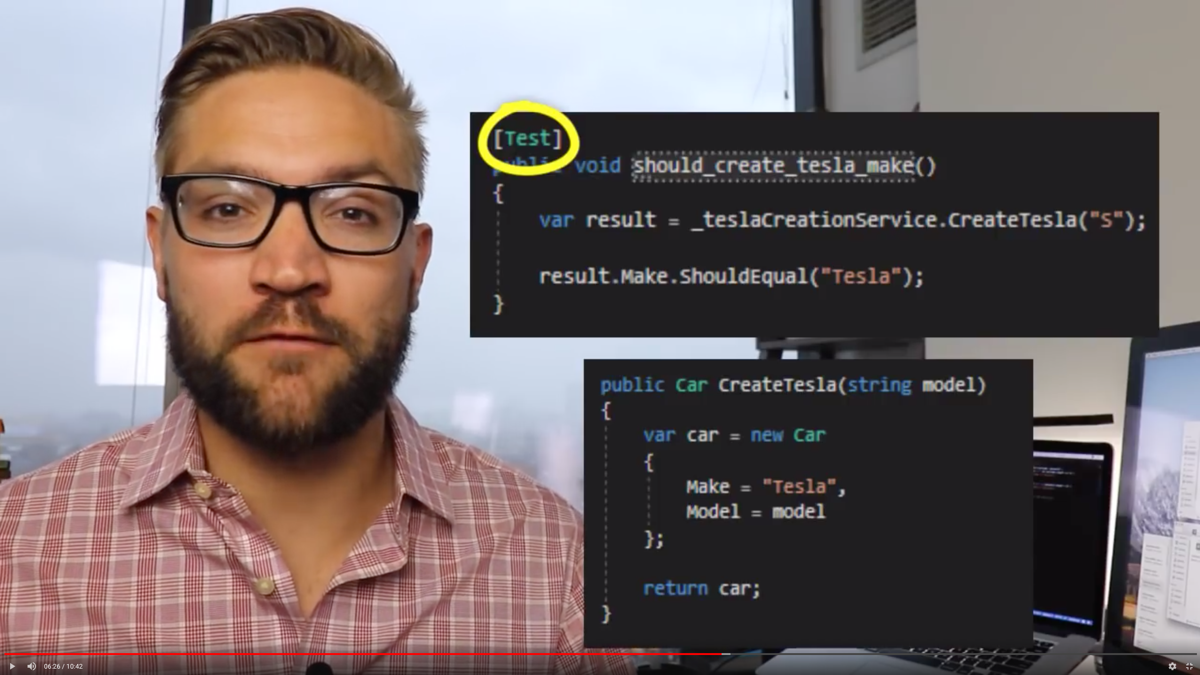 [Test]
public void should_create_tesla_make()
{
var result = _teslaCreationService.CreateTesla("S");
result.Make.ShouldEqual("Tesla");
}
public Car CreateTesla(string model)
{
var car = new Car
{
Make = "Tesla",
Model = model
};
return car;
}
06:26 / 10:42